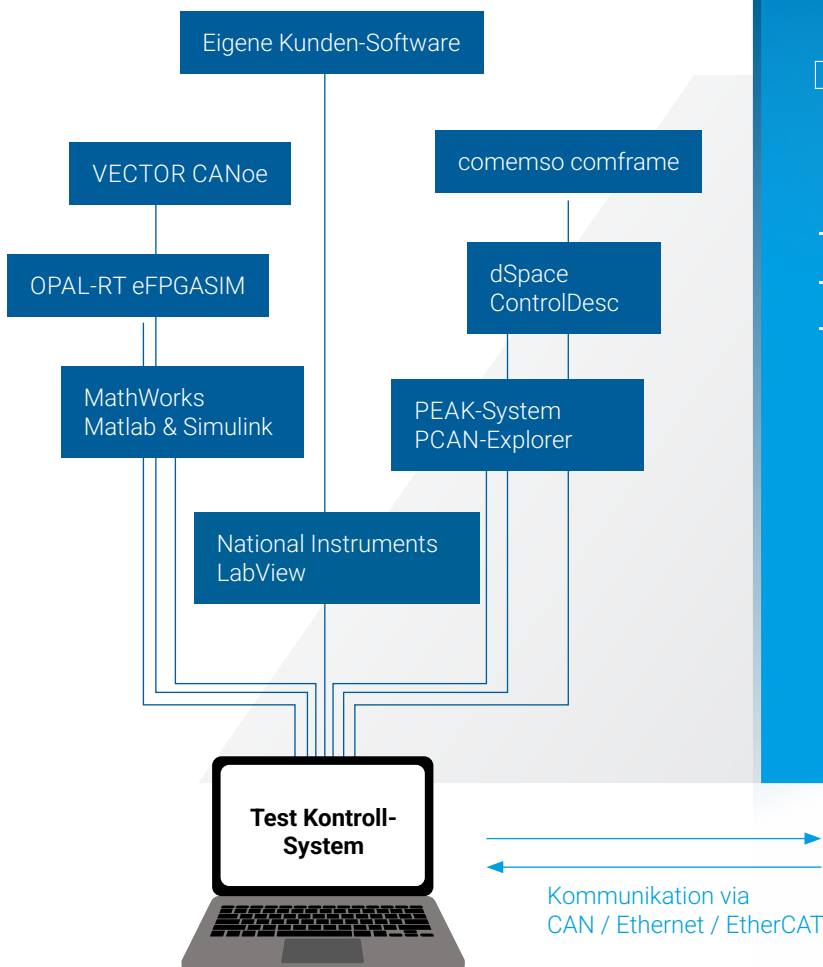 Eigene Kunden-Software
VECTOR CANoe
comemso comframe
OPAL-RT eFPGASIM
dSpace
ControlDesc
MathWorks
Matlab & Simulink
PEAK-System
PCAN-Explorer
National Instruments
LabView
Test Kontroll-
System
Kommunikation via
CAN / Ethernet / EtherCAT